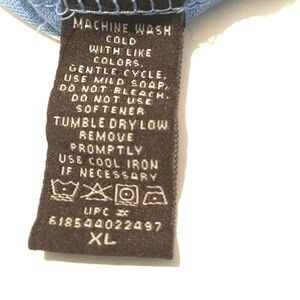 MACHINE WASH
COLD
WITH LIKE
COLORS,
GENTLE CYCLE,
USE MILD SOAP,
DO NOT BLEACH,
DO NOT USE
SOFTENER
TUMBLE DRY LOW
REMOVE
PROMPTLY
USE COOL IRON
IF NECESSARY
UPC #
618544022497
XL